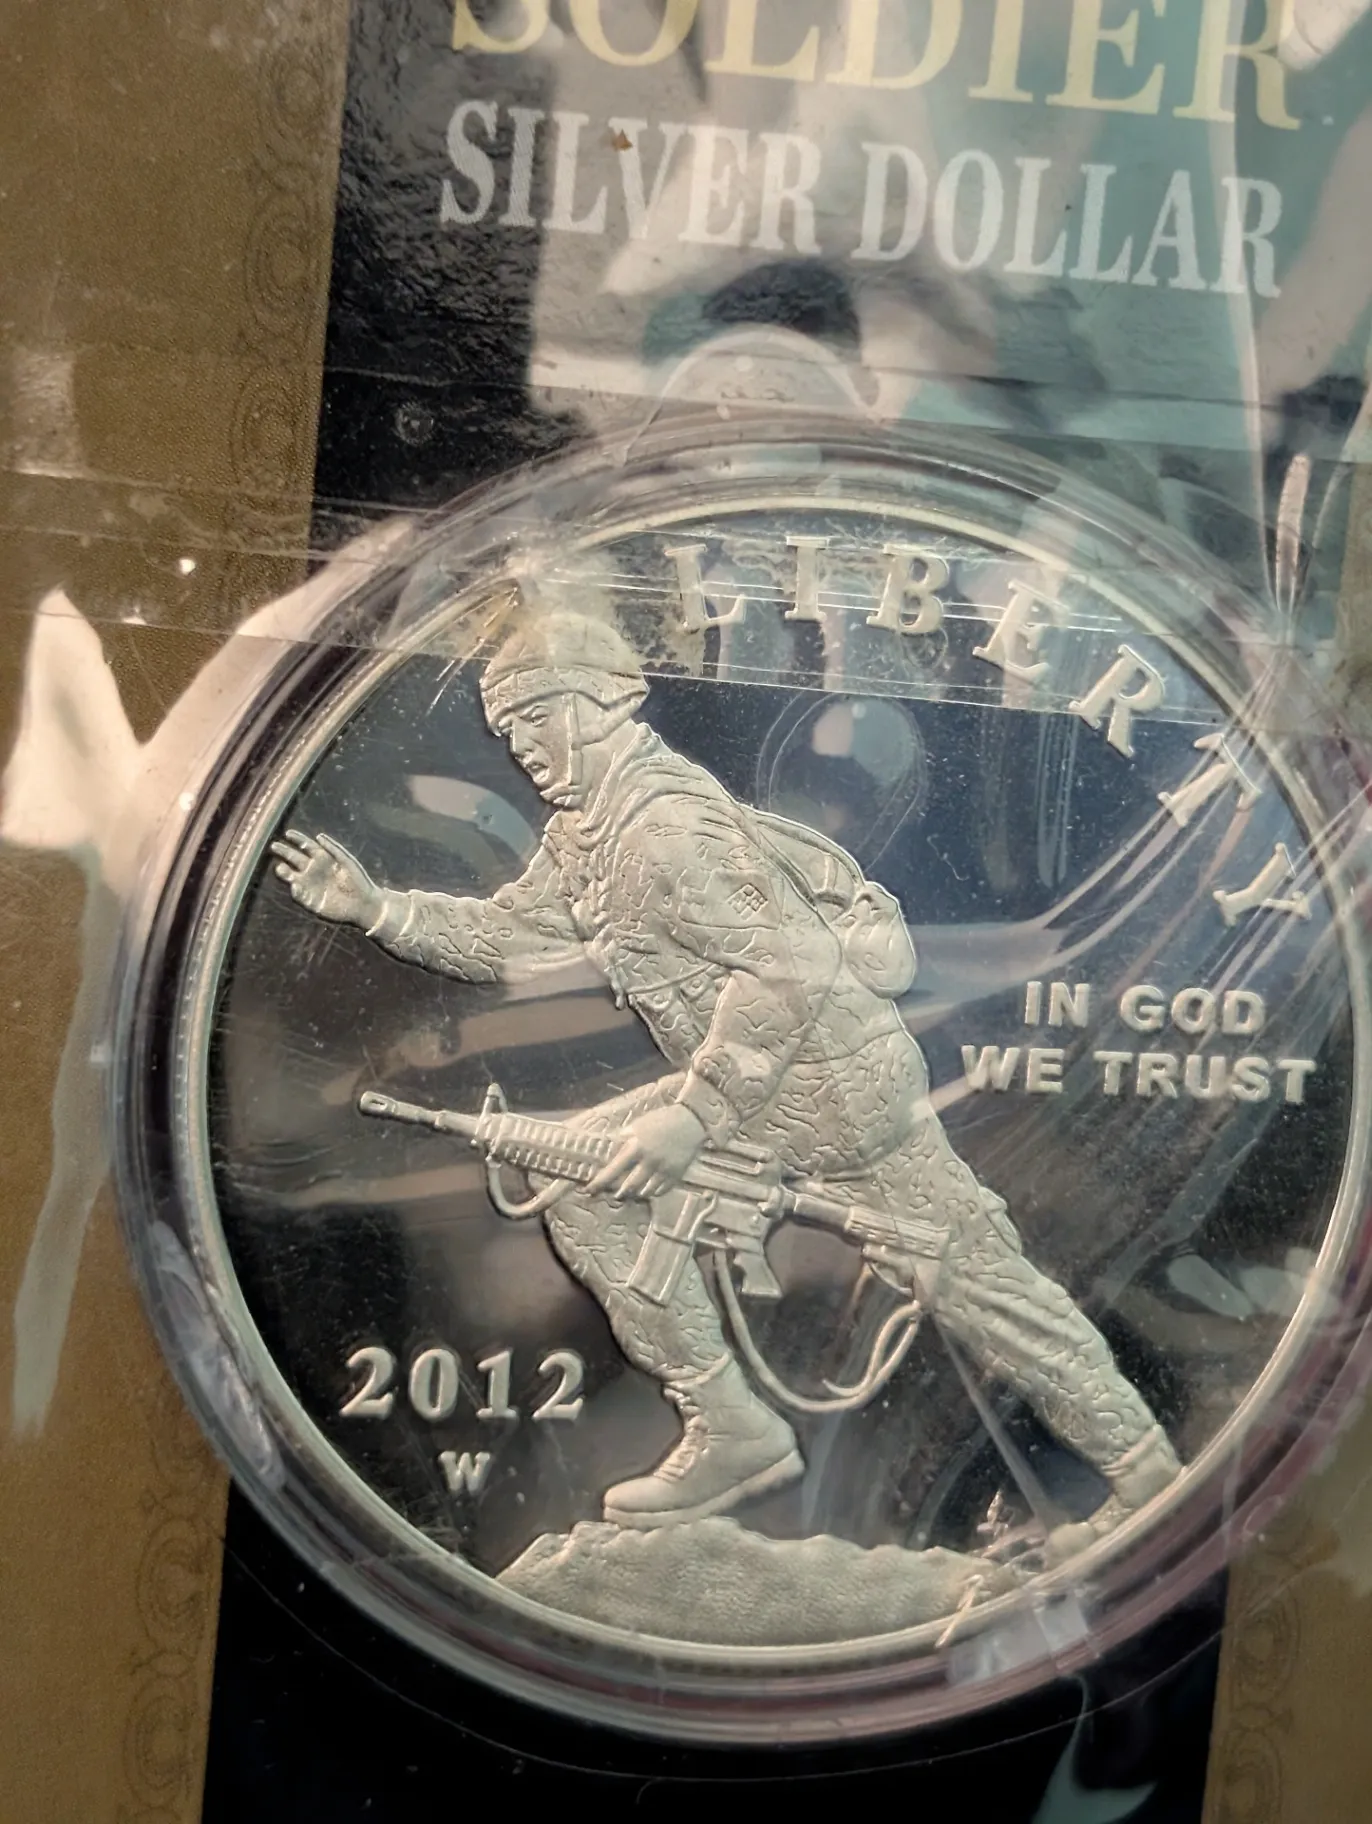 SOLDIER
SILVER DOLLAR
LIBERTY
IN GOD
WE TRUST
2012
W